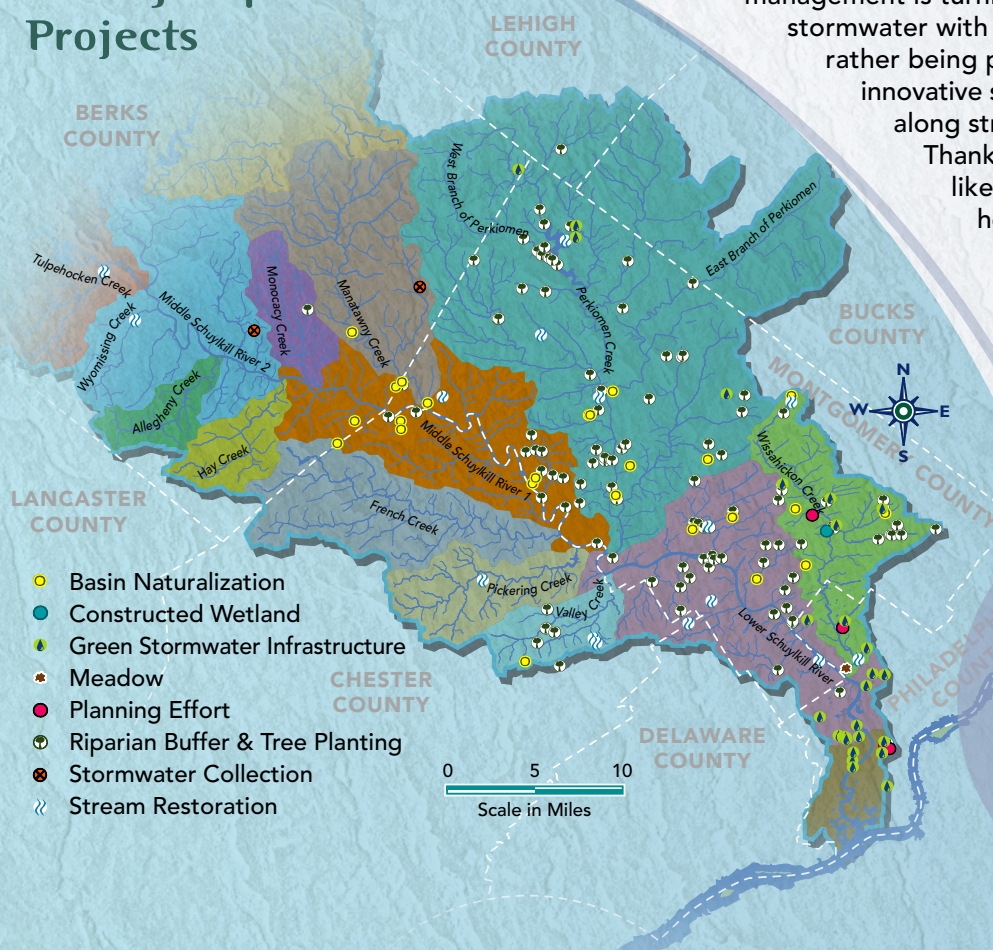 Projects
management is turni
stormwater with
rather being p
innovative s
along str
Thank
like
h
LEHIGH
COUNTY
BERKS
COUNTY
West Branch of Perkiomen
East Branch of Perkiomen
Tulpehocken Creek
Monocacy Creek
Manatawny Creek
Perkiomen Creek
Middle Schuylkill River 2
Wyomissing Creek
BUCKS
COUNTY
N
W
E
S
MONTGOMERY COUNTY
Allegheny Creek
Hay Creek
Middle Schuylkill River 1
Wissahickon Creek
LANCASTER
COUNTY
French Creek
Pickering Creek
Valley Creek
Lower Schuylkill River
PHILADE
COU
CHESTER
COUNTY
DELAWARE
COUNTY
Basin Naturalization
Constructed Wetland
Green Stormwater Infrastructure
Meadow
Planning Effort
Riparian Buffer & Tree Planting
Stormwater Collection
Stream Restoration
0 5 10
Scale in Miles